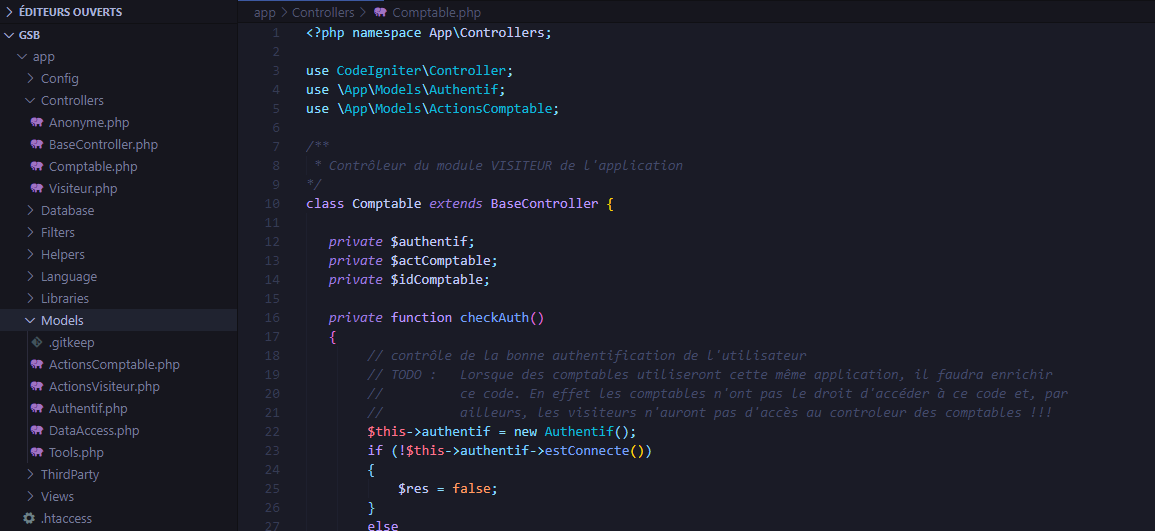 ÉDITEURS OUVERTS
GSB
app
Config
Controllers
Anonyme.php
BaseController.php
Comptable.php
Visiteur.php
Database
Filters
Helpers
Language
Libraries
Models
.gitkeep
ActionsComptable.php
ActionsVisiteur.php
Authentif.php
DataAccess.php
Tools.php
ThirdParty
Views
.htaccess
app > Controllers > Comptable.php
1 <?php namespace App\Controllers;
2
3 use CodeIgniter\Controller;
4 use \App\Models\Authentif;
5 use \App\Models\ActionsComptable;
6
7 /**
8 * Contrôleur du module VISITEUR de l'application
9 */
10 class Comptable extends BaseController {
11
12 private $authentif;
13 private $actComptable;
14 private $idComptable;
15
16 private function checkAuth()
17 {
18 // contrôle de la bonne authentification de l'utilisateur
19 // TODO : Lorsque des comptables utiliseront cette même application, il faudra enrichir
20 // ce code. En effet les comptables n'ont pas le droit d'accéder à ce code et, par
21 // ailleurs, les visiteurs n'auront pas d'accès au controleur des comptables !!!
22 $this->authentif = new Authentif();
23 if (!$this->authentif->estConnecte())
24 {
25 $res = false;
26 }
27 else